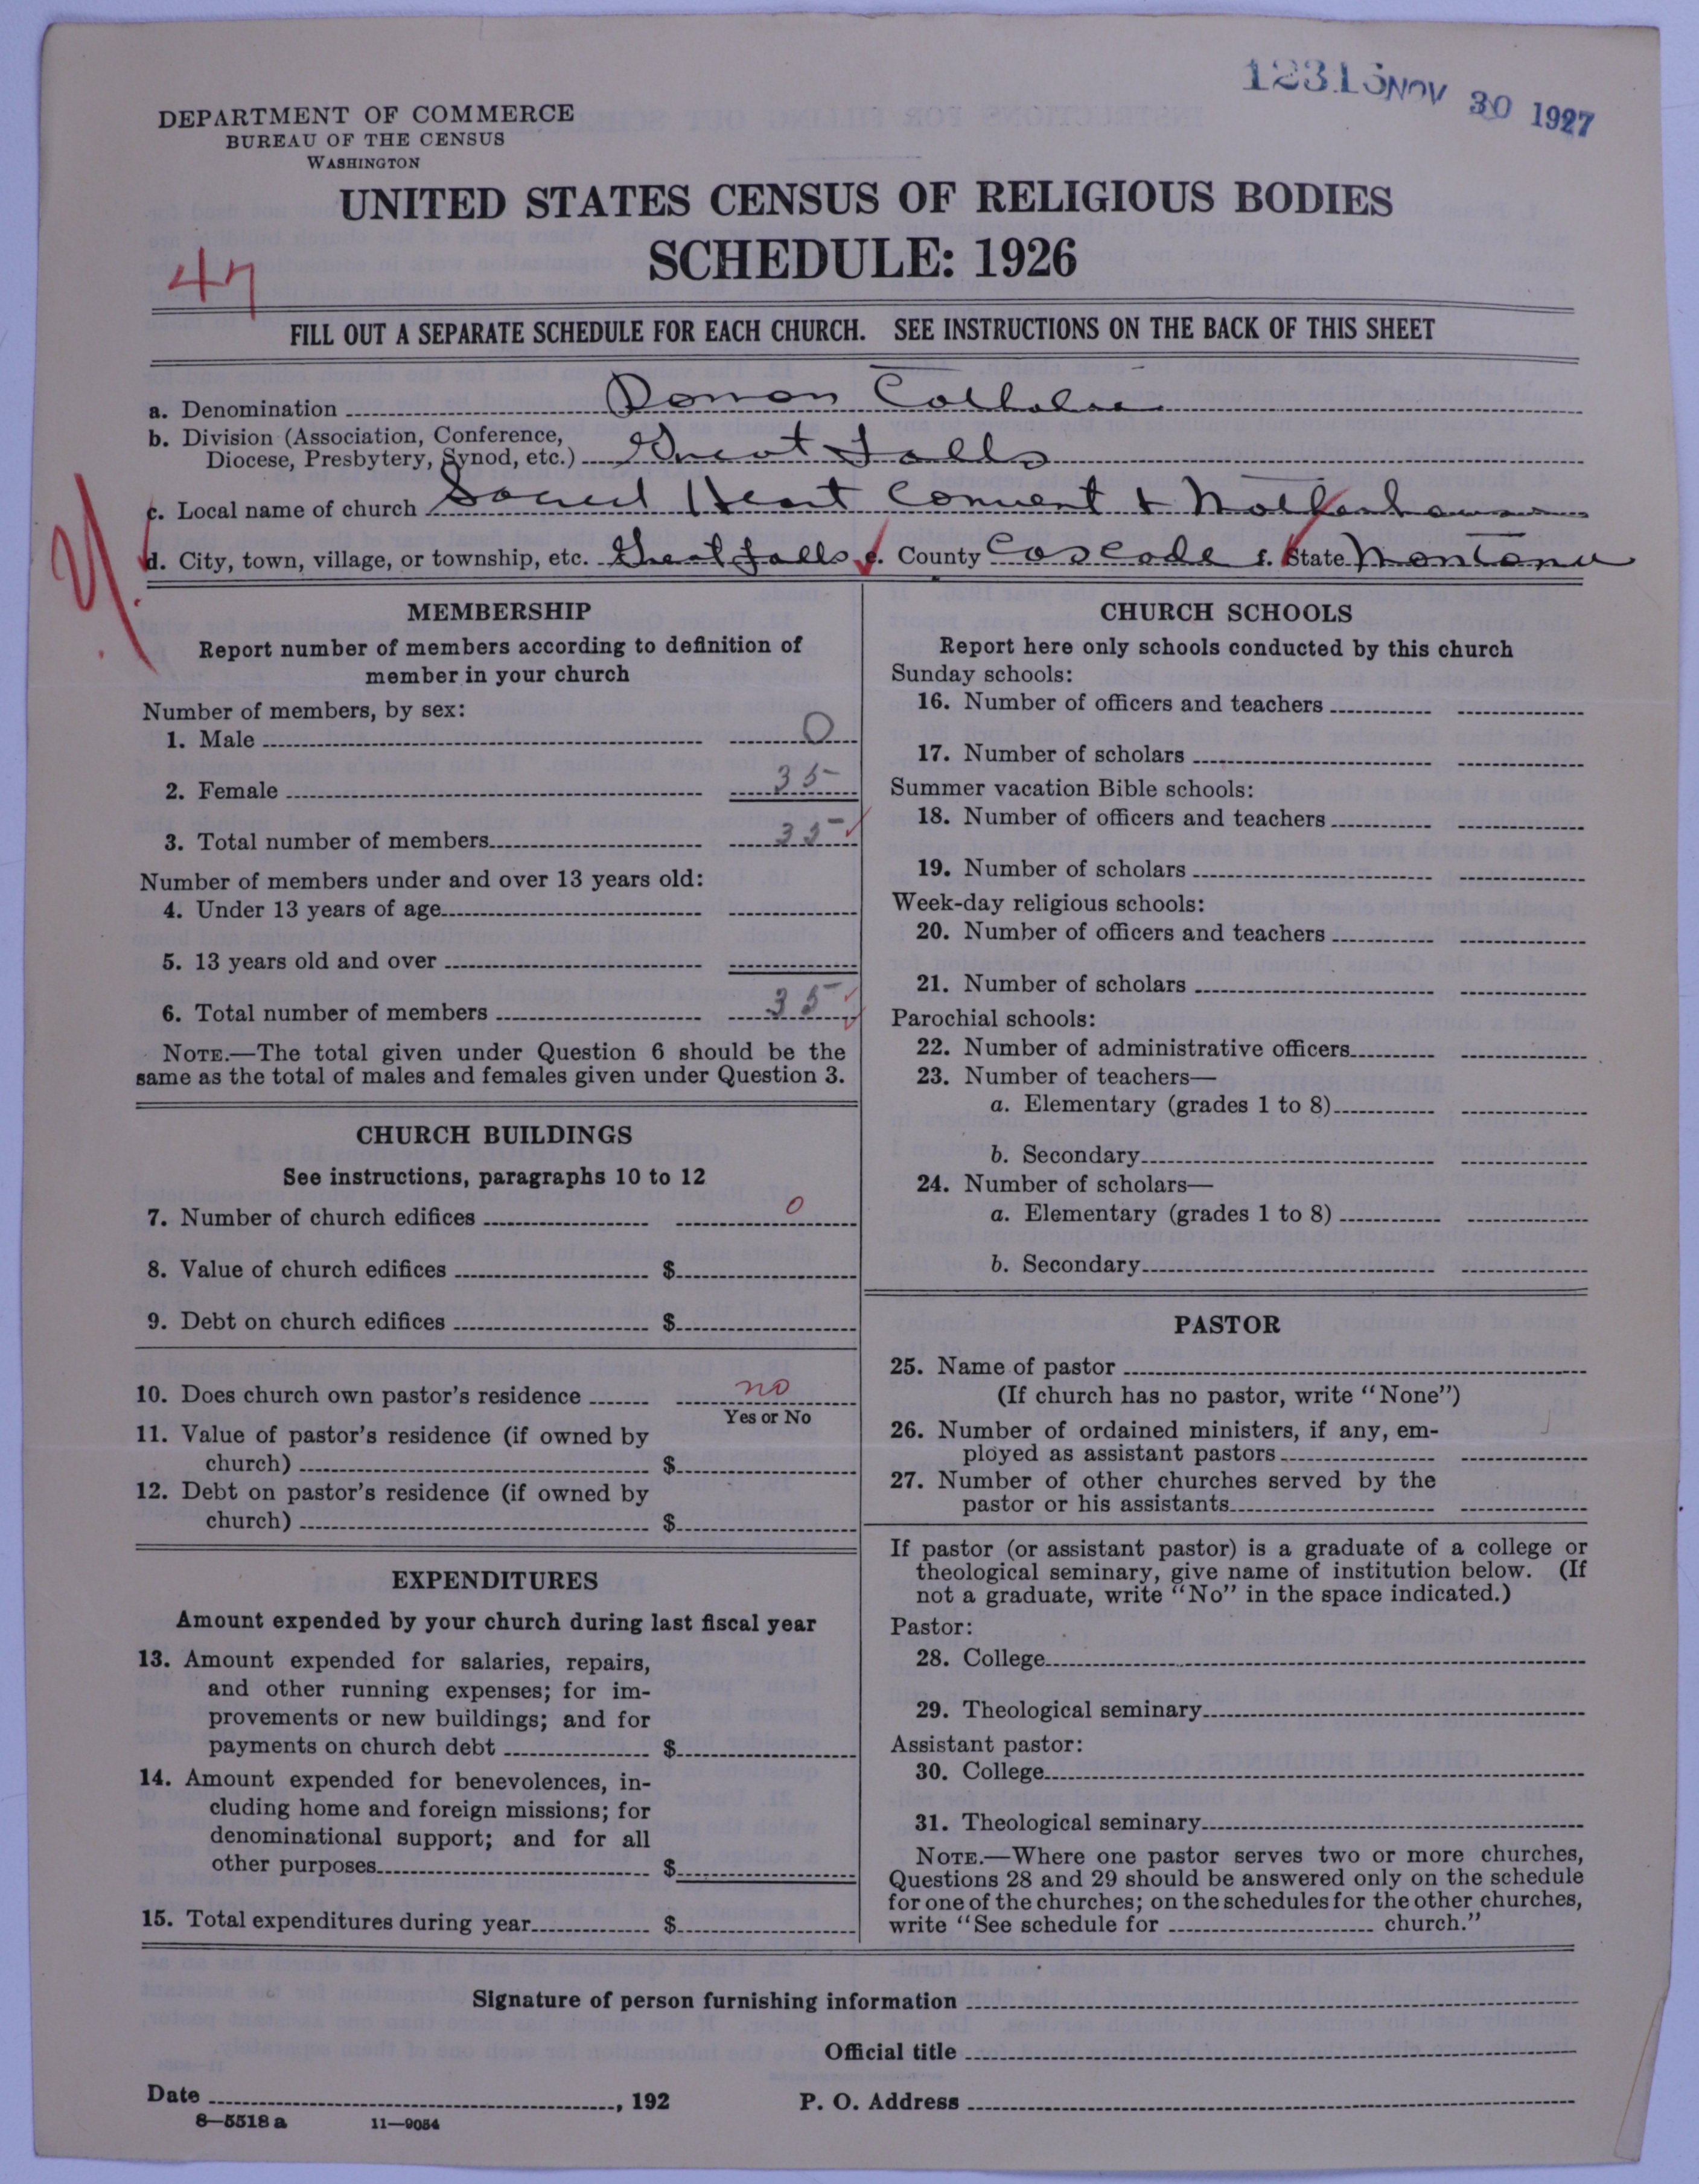 12315 NOV 30 1927
DEPARTMENT OF COMMERCE
BUREAU OF THE CENSUS
WASHINGTON
UNITED STATES CENSUS OF RELIGIOUS BODIES
SCHEDULE: 1926
47
FILL OUT A SEPARATE SCHEDULE FOR EACH CHURCH. SEE INSTRUCTIONS ON THE BACK OF THIS SHEET
a. Denomination Roman Catholic
b. Division (Association, Conference,
Diocese, Presbytery, Synod, etc.) Great Falls
c. Local name of church Sacred Heart Convent + Motherhouse
d. City, town, village, or township, etc. Great Falls e. County Cascade f. State Montana
MEMBERSHIP
Report number of members according to definition of
member in your church
Number of members, by sex:
1. Male 0
2. Female 35
3. Total number of members 35
Number of members under and over 13 years old:
4. Under 13 years of age
5. 13 years old and over
6. Total number of members 35
NOTE.—The total given under Question 6 should be the
same as the total of males and females given under Question 3.
CHURCH BUILDINGS
See instructions, paragraphs 10 to 12
7. Number of church edifices 0
8. Value of church edifices $
9. Debt on church edifices $
10. Does church own pastor's residence no
Yes or No
11. Value of pastor's residence (if owned by
church) $
12. Debt on pastor's residence (if owned by
church) $
EXPENDITURES
Amount expended by your church during last fiscal year
13. Amount expended for salaries, repairs,
and other running expenses; for im-
provements or new buildings; and for
payments on church debt $
14. Amount expended for benevolences, in-
cluding home and foreign missions; for
denominational support; and for all
other purposes $
15. Total expenditures during year $
CHURCH SCHOOLS
Report here only schools conducted by this church
Sunday schools:
16. Number of officers and teachers
17. Number of scholars
Summer vacation Bible schools:
18. Number of officers and teachers
19. Number of scholars
Week-day religious schools:
20. Number of officers and teachers
21. Number of scholars
Parochial schools:
22. Number of administrative officers
23. Number of teachers—
a. Elementary (grades 1 to 8)
b. Secondary
24. Number of scholars—
a. Elementary (grades 1 to 8)
b. Secondary
PASTOR
25. Name of pastor
(If church has no pastor, write "None")
26. Number of ordained ministers, if any, em-
ployed as assistant pastors
27. Number of other churches served by the
pastor or his assistants
If pastor (or assistant pastor) is a graduate of a college or
theological seminary, give name of institution below. (If
not a graduate, write "No" in the space indicated.)
Pastor:
28. College
29. Theological seminary
Assistant pastor:
30. College
31. Theological seminary
NOTE.—Where one pastor serves two or more churches,
Questions 28 and 29 should be answered only on the schedule
for one of the churches; on the schedules for the other churches,
write "See schedule for church."
Signature of person furnishing information
Official title
Date , 192 P. O. Address
8—5518 a 11—9054